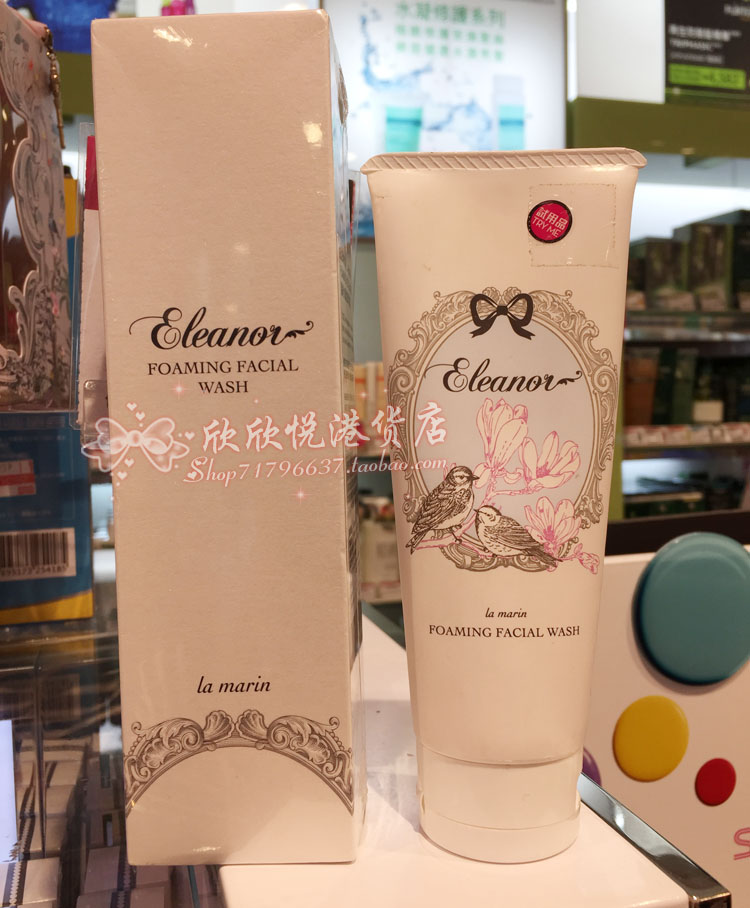 水凝修護系列
Eleanor
FOAMING FACIAL
WASH
la marin
試用品
TRY ME
Eleanor
la marin
FOAMING FACIAL WASH
欣欣悦港货店
Shop71796637.taobao.com